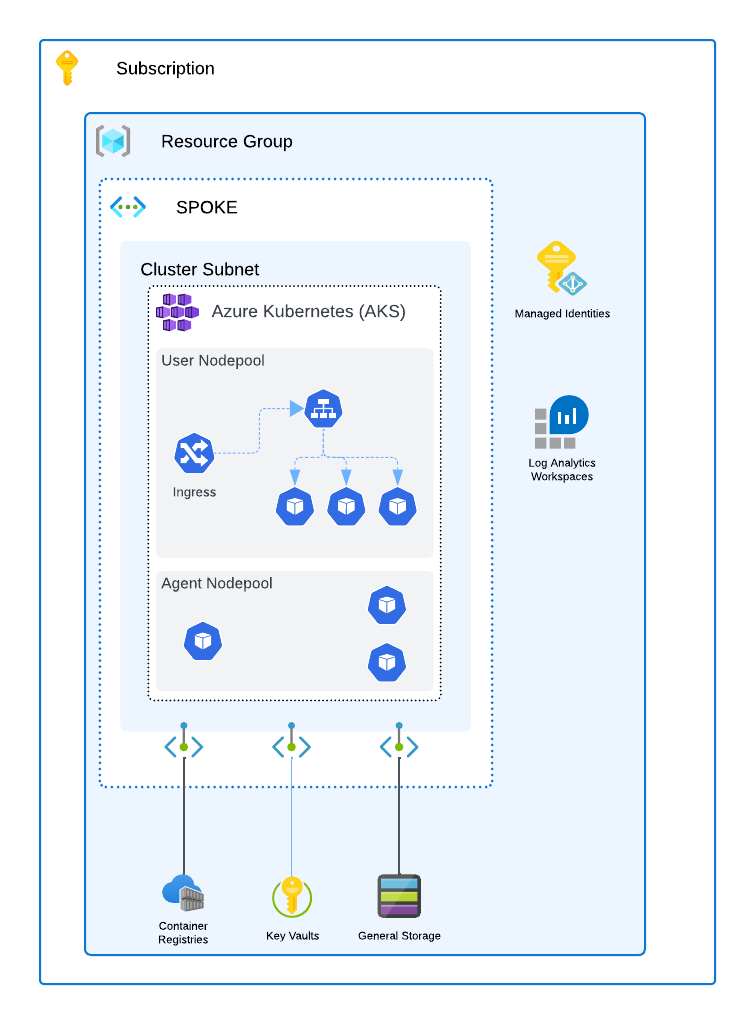 Subscription
Resource Group
SPOKE
Cluster Subnet
Azure Kubernetes (AKS)
User Nodepool
Ingress
Agent Nodepool
Managed Identities
Log Analytics
Workspaces
Container
Registries
Key Vaults
General Storage